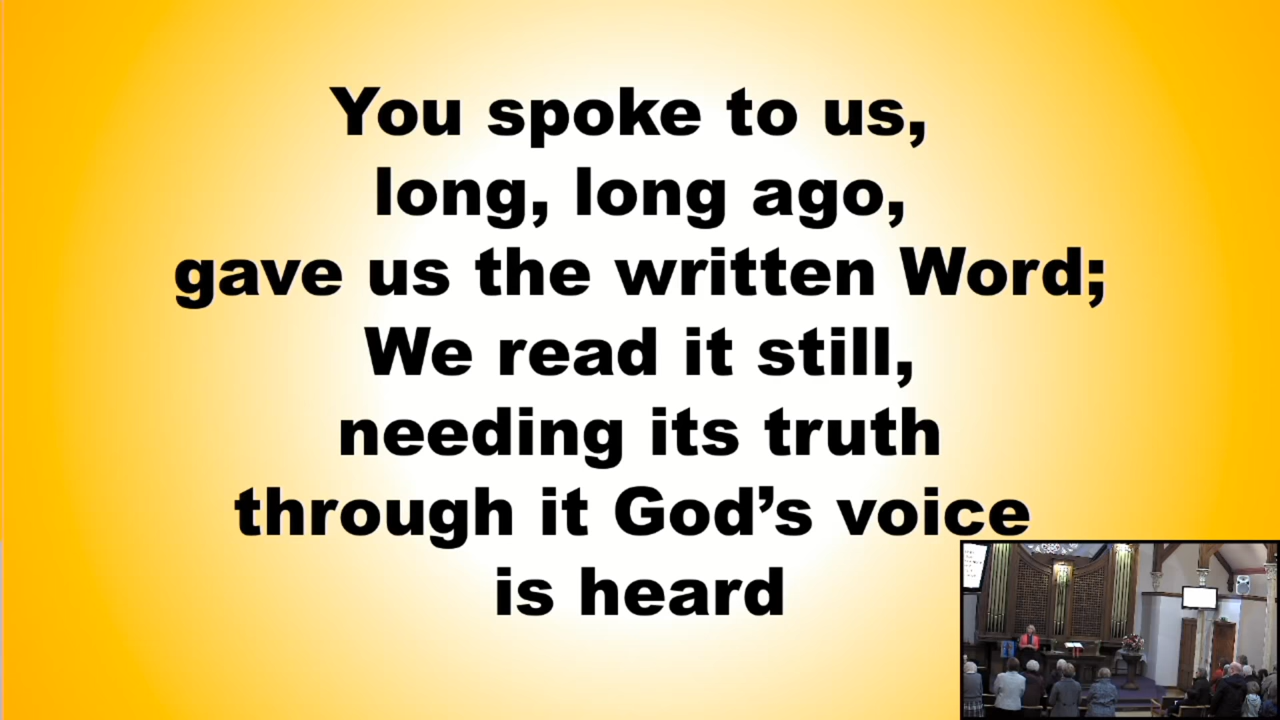 You spoke to us,
long, long ago,
gave us the written Word;
We read it still,
needing its truth
through it God’s voice
is heard